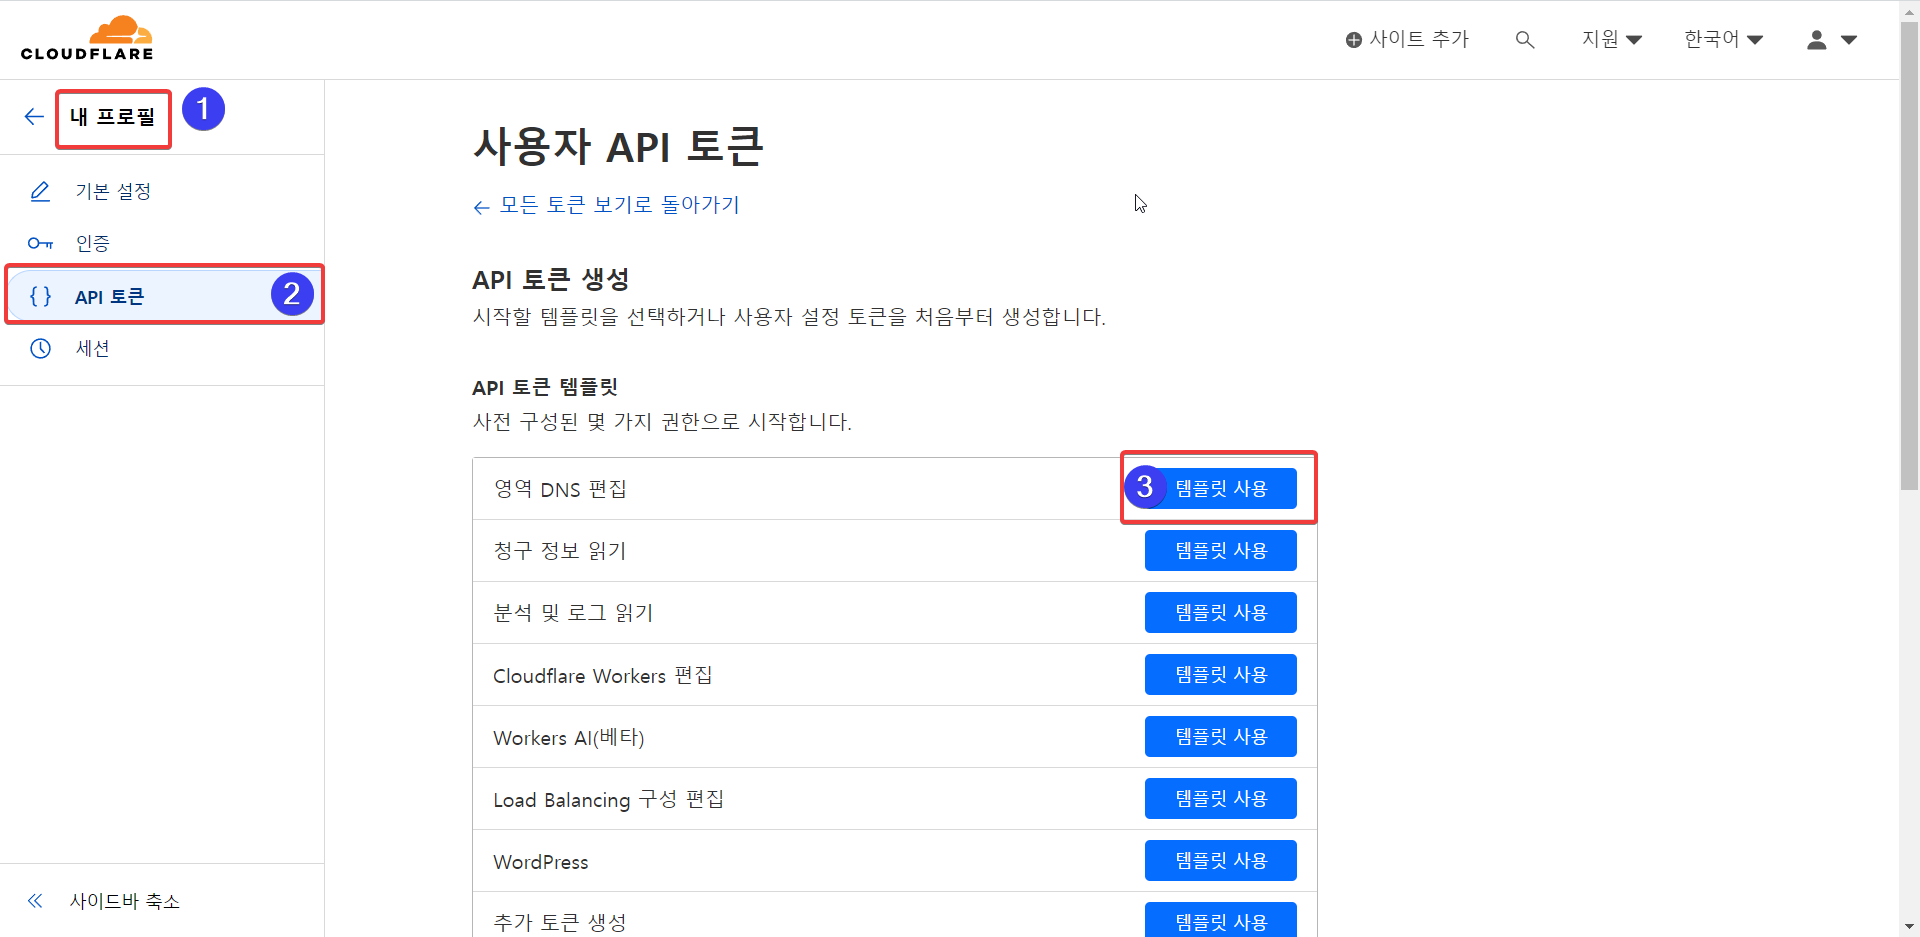 CLOUDFLARE
사이트 추가
지원
한국어
내 프로필
1
기본 설정
인증
API 토큰
2
세션
사용자 API 토큰
← 모든 토큰 보기로 돌아가기
API 토큰 생성
시작할 템플릿을 선택하거나 사용자 설정 토큰을 처음부터 생성합니다.
API 토큰 템플릿
사전 구성된 몇 가지 권한으로 시작합니다.
영역 DNS 편집
3
템플릿 사용
청구 정보 읽기
템플릿 사용
분석 및 로그 읽기
템플릿 사용
Cloudflare Workers 편집
템플릿 사용
Workers AI(베타)
템플릿 사용
Load Balancing 구성 편집
템플릿 사용
WordPress
템플릿 사용
추가 토큰 생성
템플릿 사용
사이드바 축소